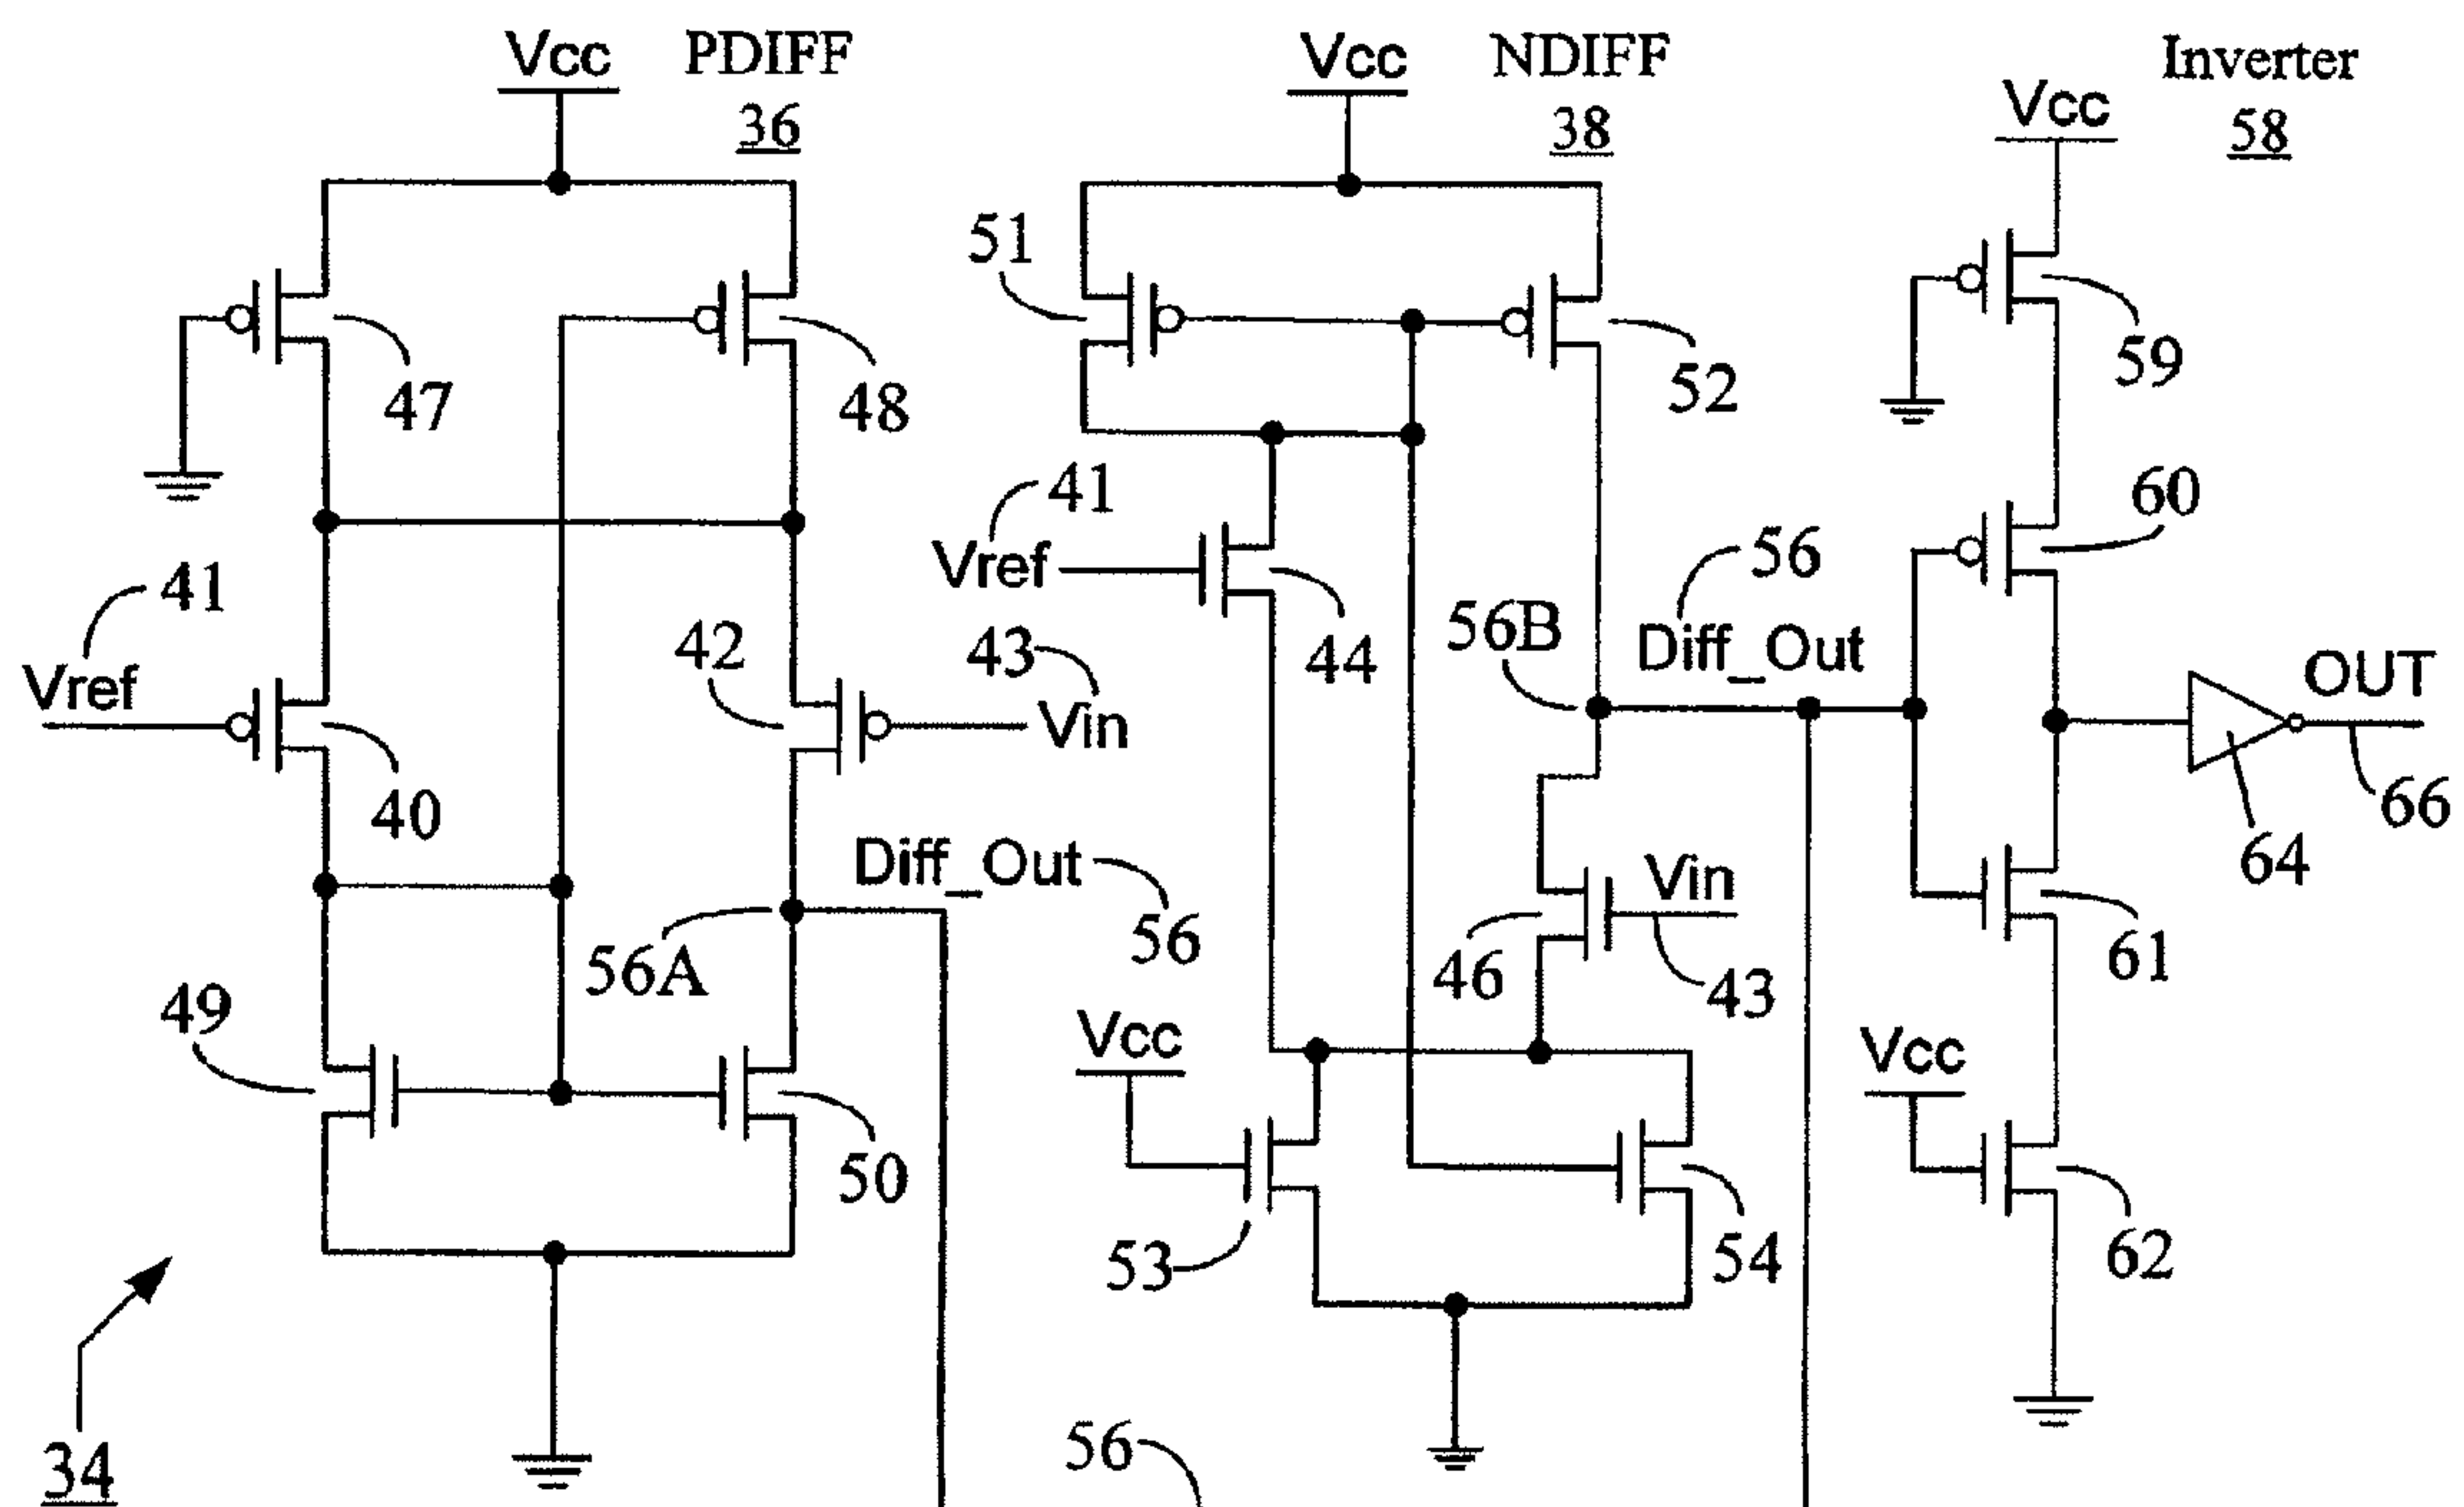 Vcc
PDIFF
36
Vcc
NDIFF
38
Inverter
Vcc
58
51
47
48
52
59
41
Vref
60
41
Vref
42
43
Vin
44
56
56B
Diff_Out
OUT
40
66
64
Diff_Out
56
Vin
46
43
56A
61
49
Vcc
Vcc
50
53
54
62
34
56